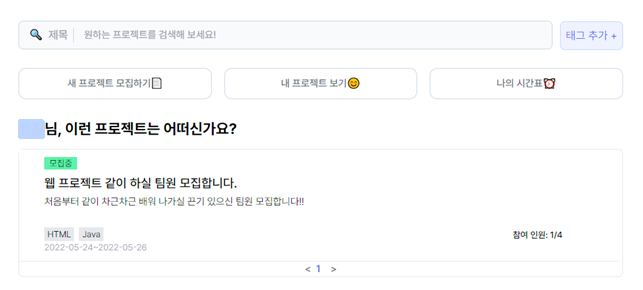 제목 원하는 프로젝트를 검색해 보세요! 태그 추가 +
새 프로젝트 모집하기 내 프로젝트 보기 나의 시간표
님, 이런 프로젝트는 어떠신가요?
모집중
웹 프로젝트 같이 하실 팀원 모집합니다.
처음부터 같이 차근차근 배워 나가실 끈기 있으신 팀원 모집합니다!!
HTML Java 참여 인원: 1/4
2022-05-24~2022-05-26
< 1 >